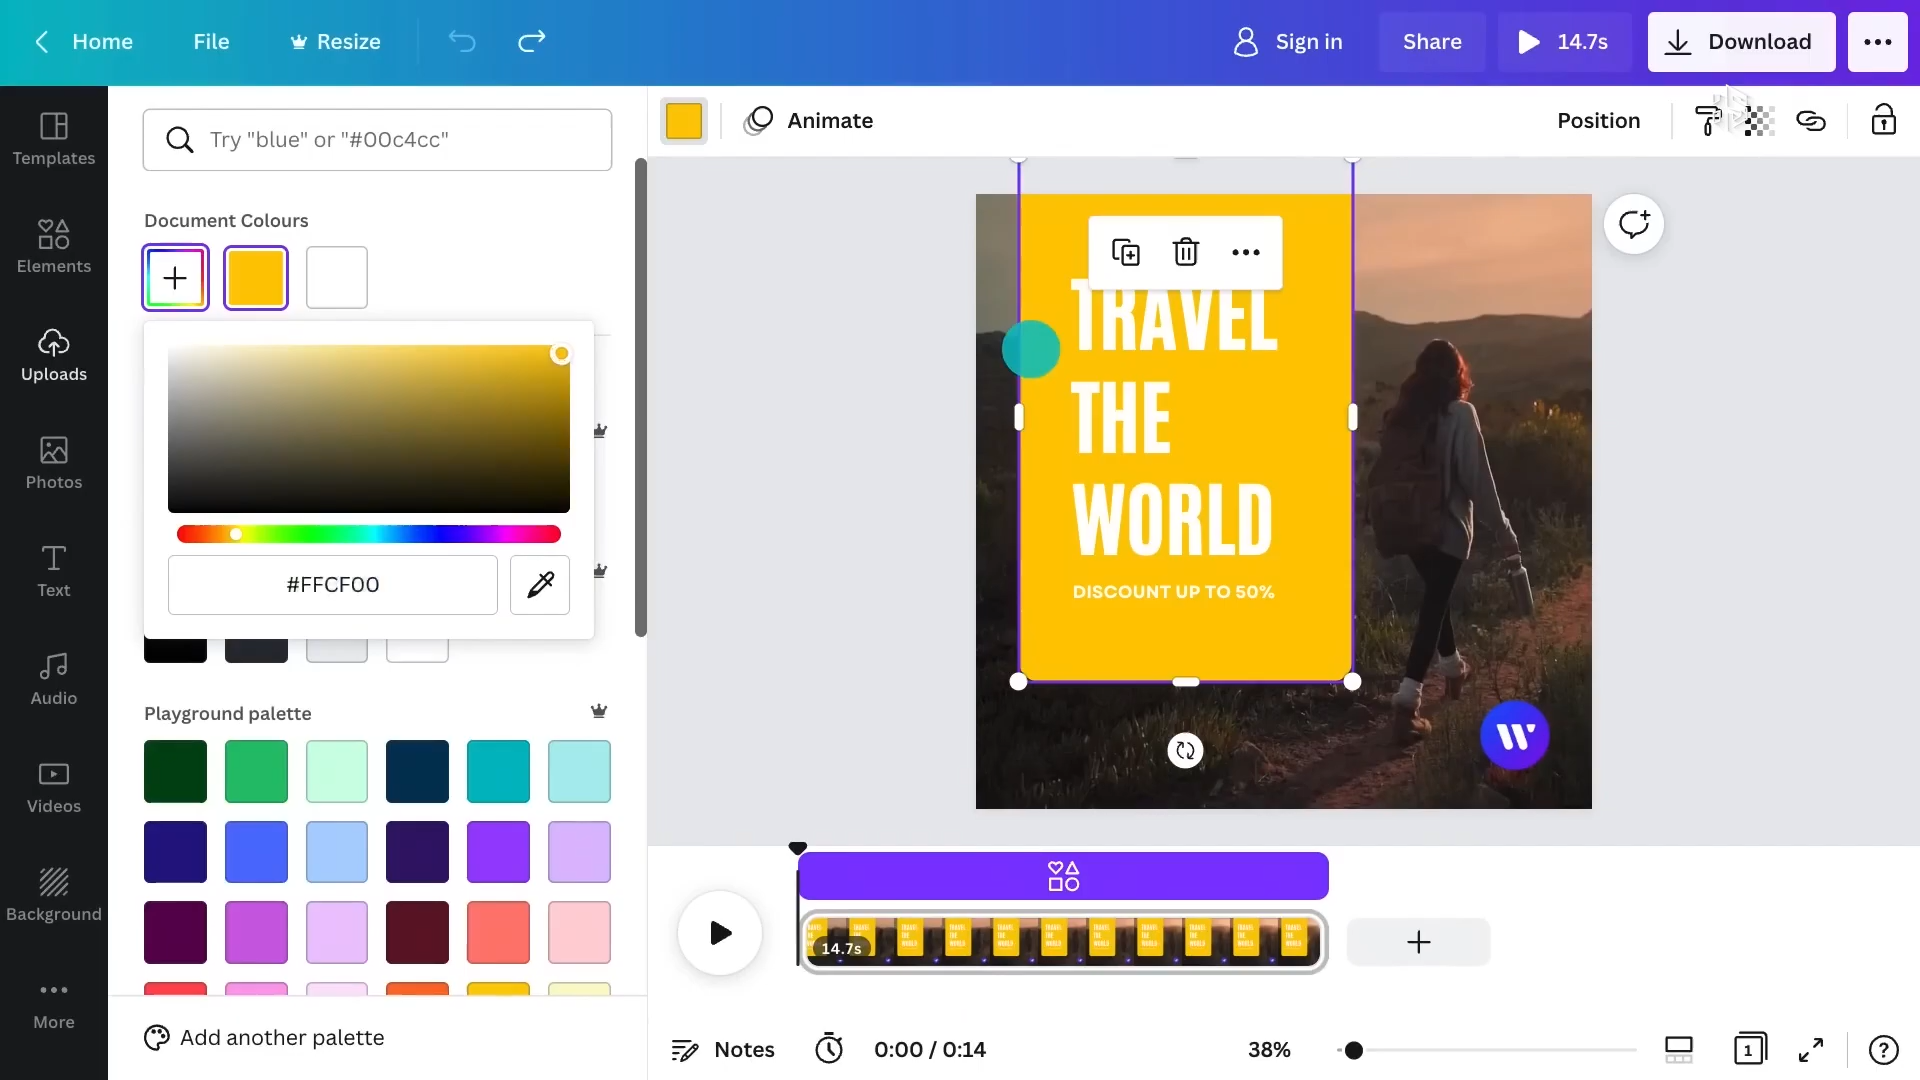 Home
File
Resize
Sign in
Share
14.7s
Download
Templates
Elements
Uploads
Photos
Text
Audio
Videos
Background
More
Try "blue" or "#00c4cc"
Document Colours
#FFCF00
Playground palette
Add another palette
Animate
Position
TRAVEL
THE
WORLD
DISCOUNT UP TO 50%
14.7s
Notes
0:00 / 0:14
38%
1